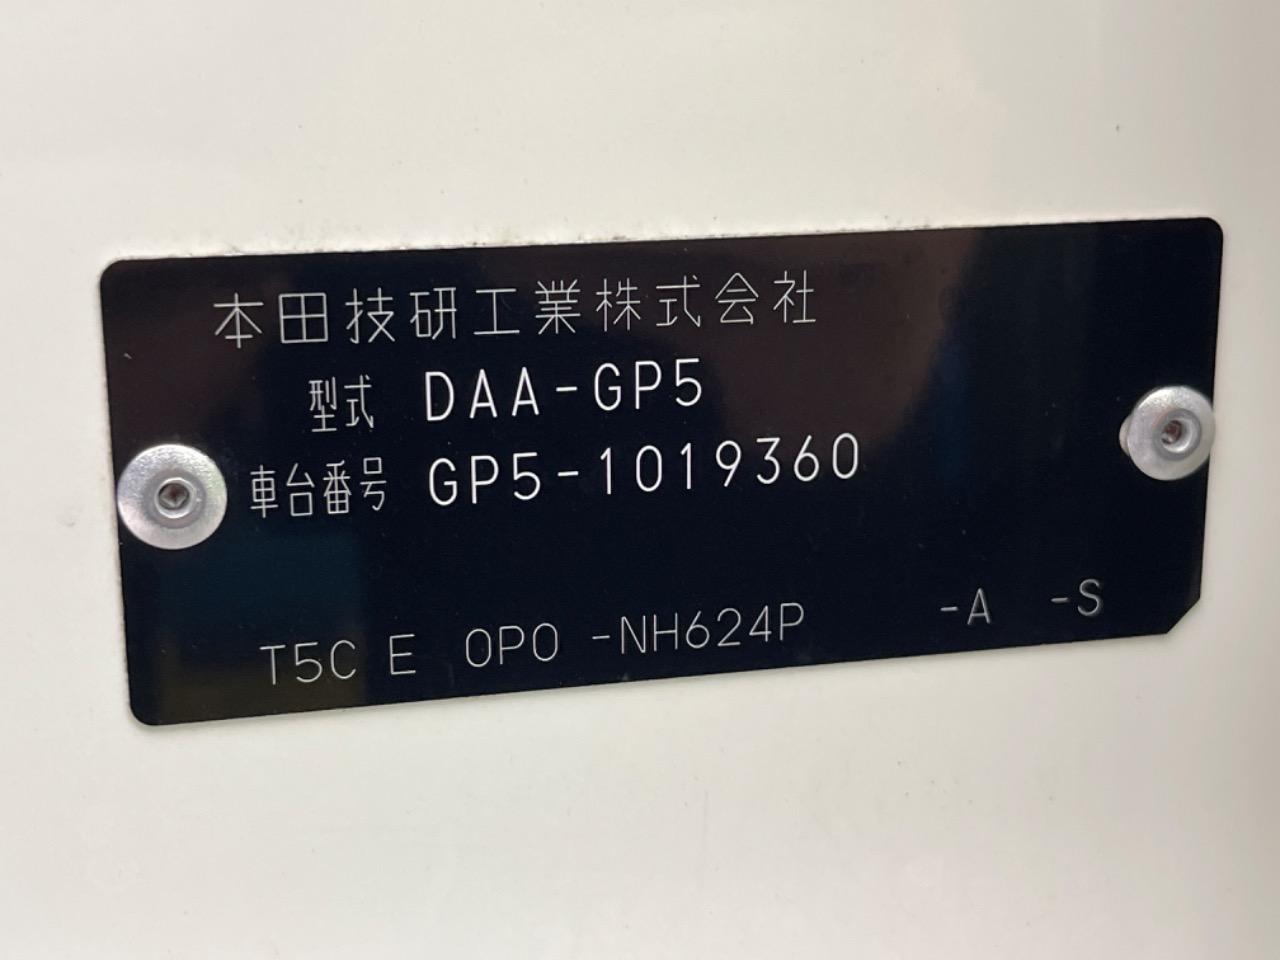 本田技研工業株式会社
型式 DAA-GP5
車台番号 GP5-1019360
T5C E 0P0 -NH624P -A -S